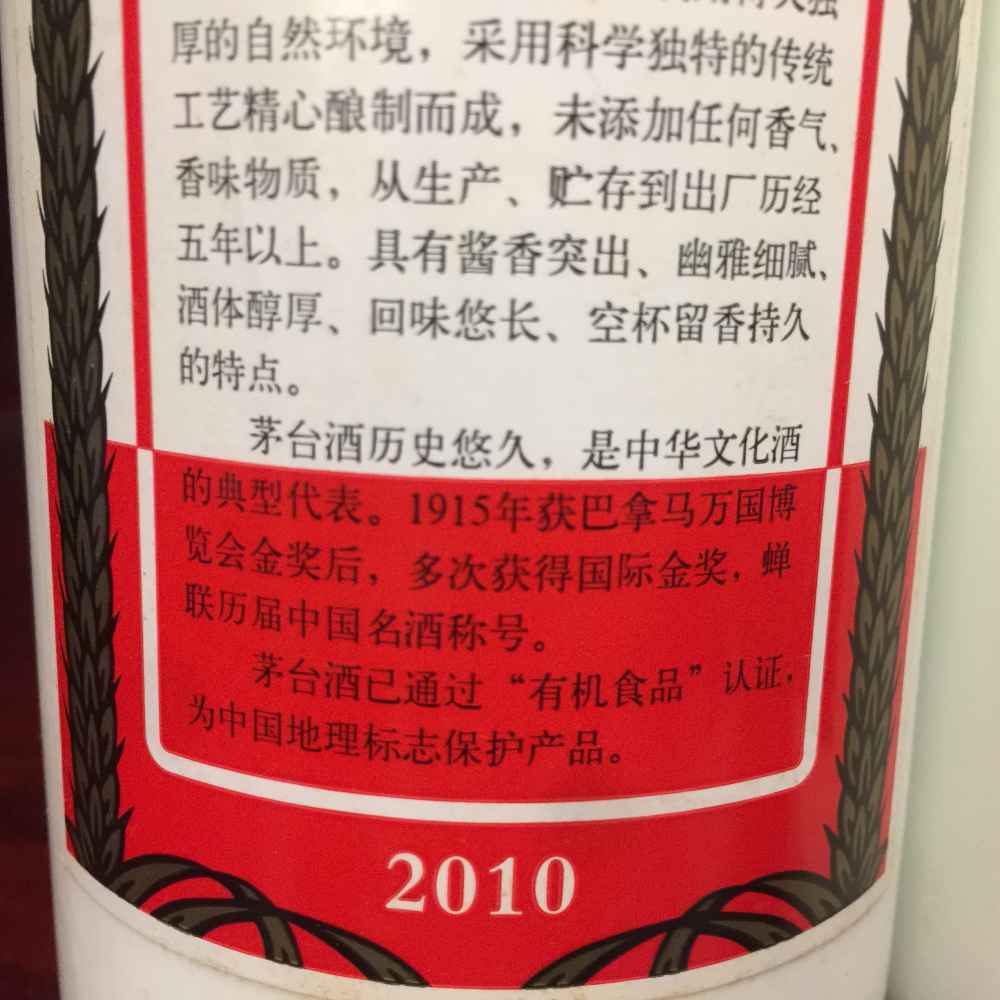 厚的自然环境，采用科学独特的传统
工艺精心酿制而成，未添加任何香气、
香味物质，从生产、贮存到出厂历经
五年以上。具有酱香突出、幽雅细腻、
酒体醇厚、回味悠长、空杯留香持久
的特点。
茅台酒历史悠久，是中华文化酒
的典型代表。1915年获巴拿马万国博
览会金奖后，多次获得国际金奖，蝉
联历届中国名酒称号。
茅台酒已通过“有机食品”认证，
为中国地理标志保护产品。
2010